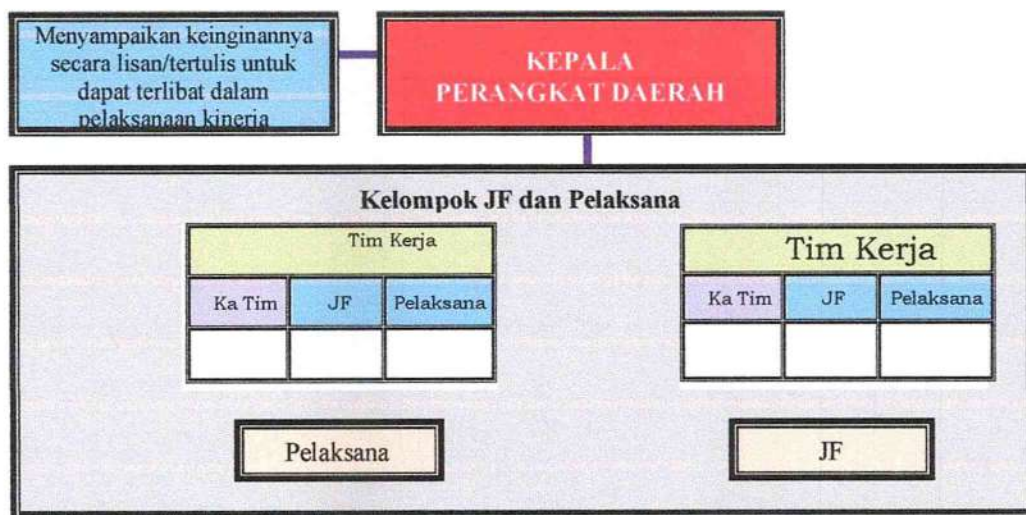 Menyampaikan keinginannya
secara lisan/tertulis untuk
dapat terlibat dalam
pelaksanaan kinerja
KEPALA
PERANGKAT DAERAH
Kelompok JF dan Pelaksana
Tim Kerja
Ka Tim JF Pelaksana
Tim Kerja
Ka Tim JF Pelaksana
Pelaksana
JF